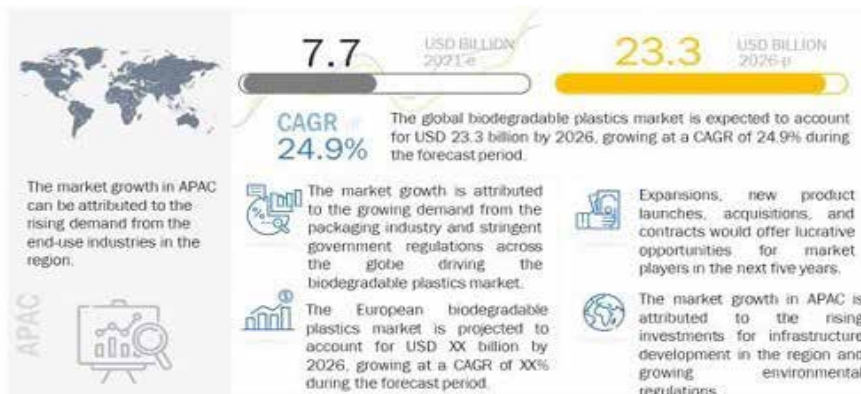 7.7
USD BILLION
2021-e
23.3
USD BILLION
2026-p
CAGR of
24.9%
The global biodegradable plastics market is expected to account
for USD 23.3 billion by 2026, growing at a CAGR of 24.9% during
the forecast period.
The market growth in APAC
can be attributed to the
rising demand from the
end-use industries in the
region.
APAC
The market growth is attributed
to the growing demand from the
packaging industry and stringent
government regulations across
the globe driving the
biodegradable plastics market.
The European biodegradable
plastics market is projected to
account for USD XX billion by
2026, growing at a CAGR of XX%
during the forecast period.
Expansions, new product
launches, acquisitions, and
contracts would offer lucrative
opportunities for market
players in the next five years.
The market growth in APAC is
attributed to the rising
investments for infrastructure
development in the region and
growing environmental
regulations